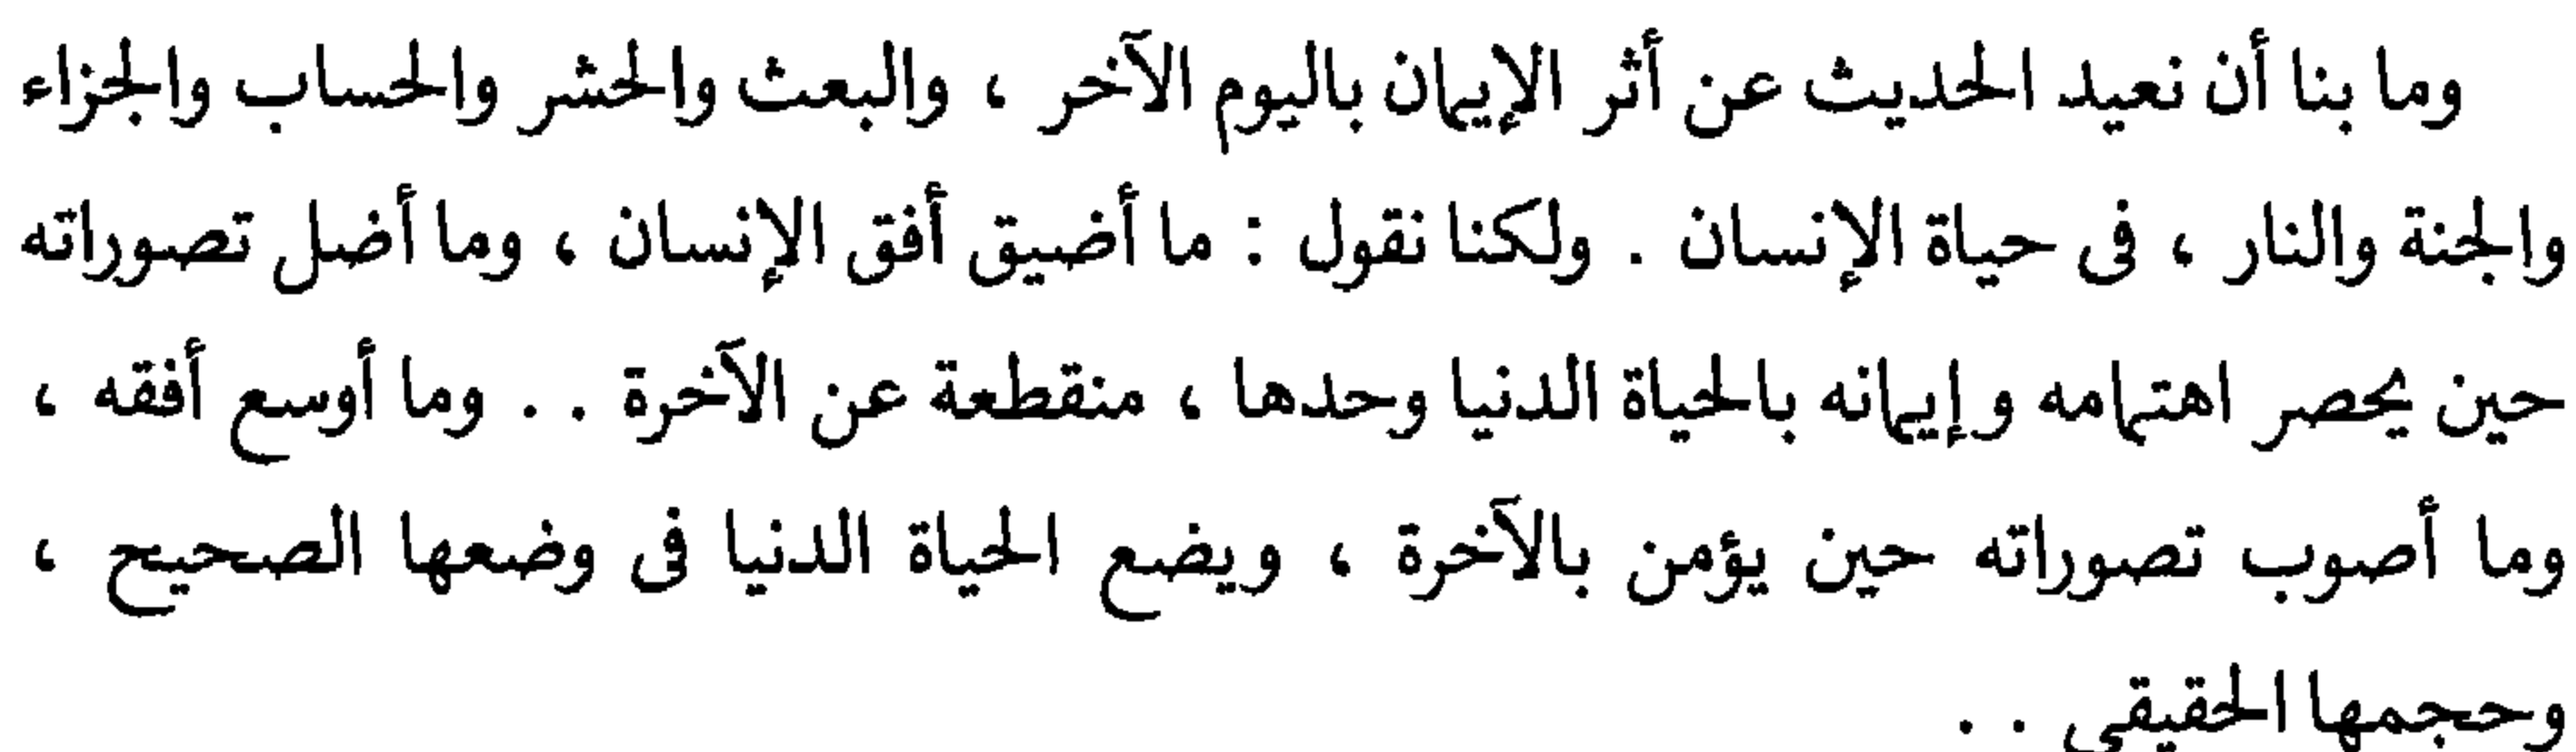 وما بنا أن نعيد الحديث عن أثر الإيمان باليوم الآخر ، والبعث والحشر والحساب والجزاء
والجنة والنار ، فى حياة الإنسان . ولكنا نقول : ما أضيق أفق الإنسان ، وما أضل تصوراته
حين يحصر اهتمامه وإيمانه بالحياة الدنيا وحدها ، منقطعة عن الآخرة . . وما أوسع أفقه ،
وما أصوب تصوراته حين يؤمن بالآخرة ، ويضع الحياة الدنيا فى وضعها الصحيح ،
وحجمها الحقيقى . .